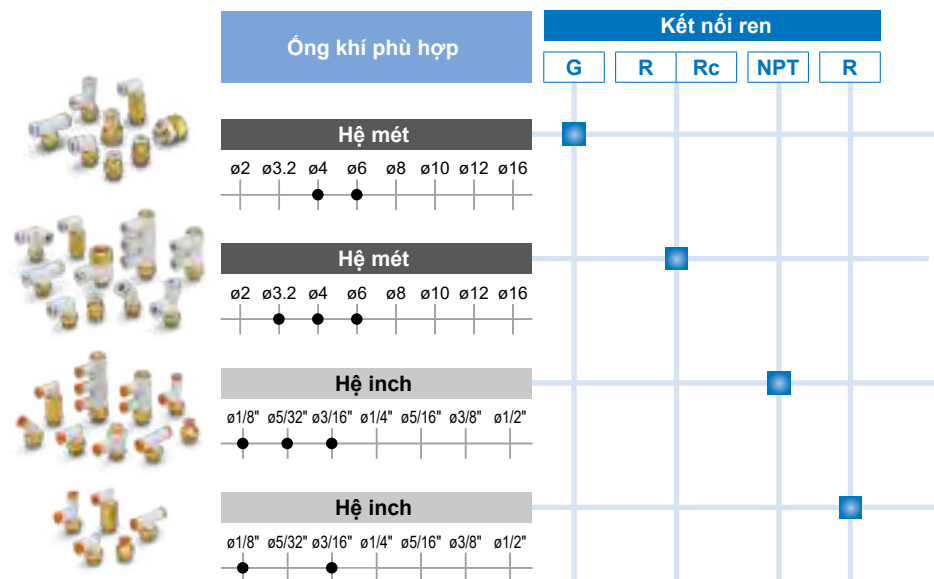 Ống khí phù hợp
Kết nối ren
G R Rc NPT R
Hệ mét
ø2 ø3.2 ø4 ø6 ø8 ø10 ø12 ø16
Hệ mét
ø2 ø3.2 ø4 ø6 ø8 ø10 ø12 ø16
Hệ inch
ø1/8" ø5/32" ø3/16" ø1/4" ø5/16" ø3/8" ø1/2"
Hệ inch
ø1/8" ø5/32" ø3/16" ø1/4" ø5/16" ø3/8" ø1/2"